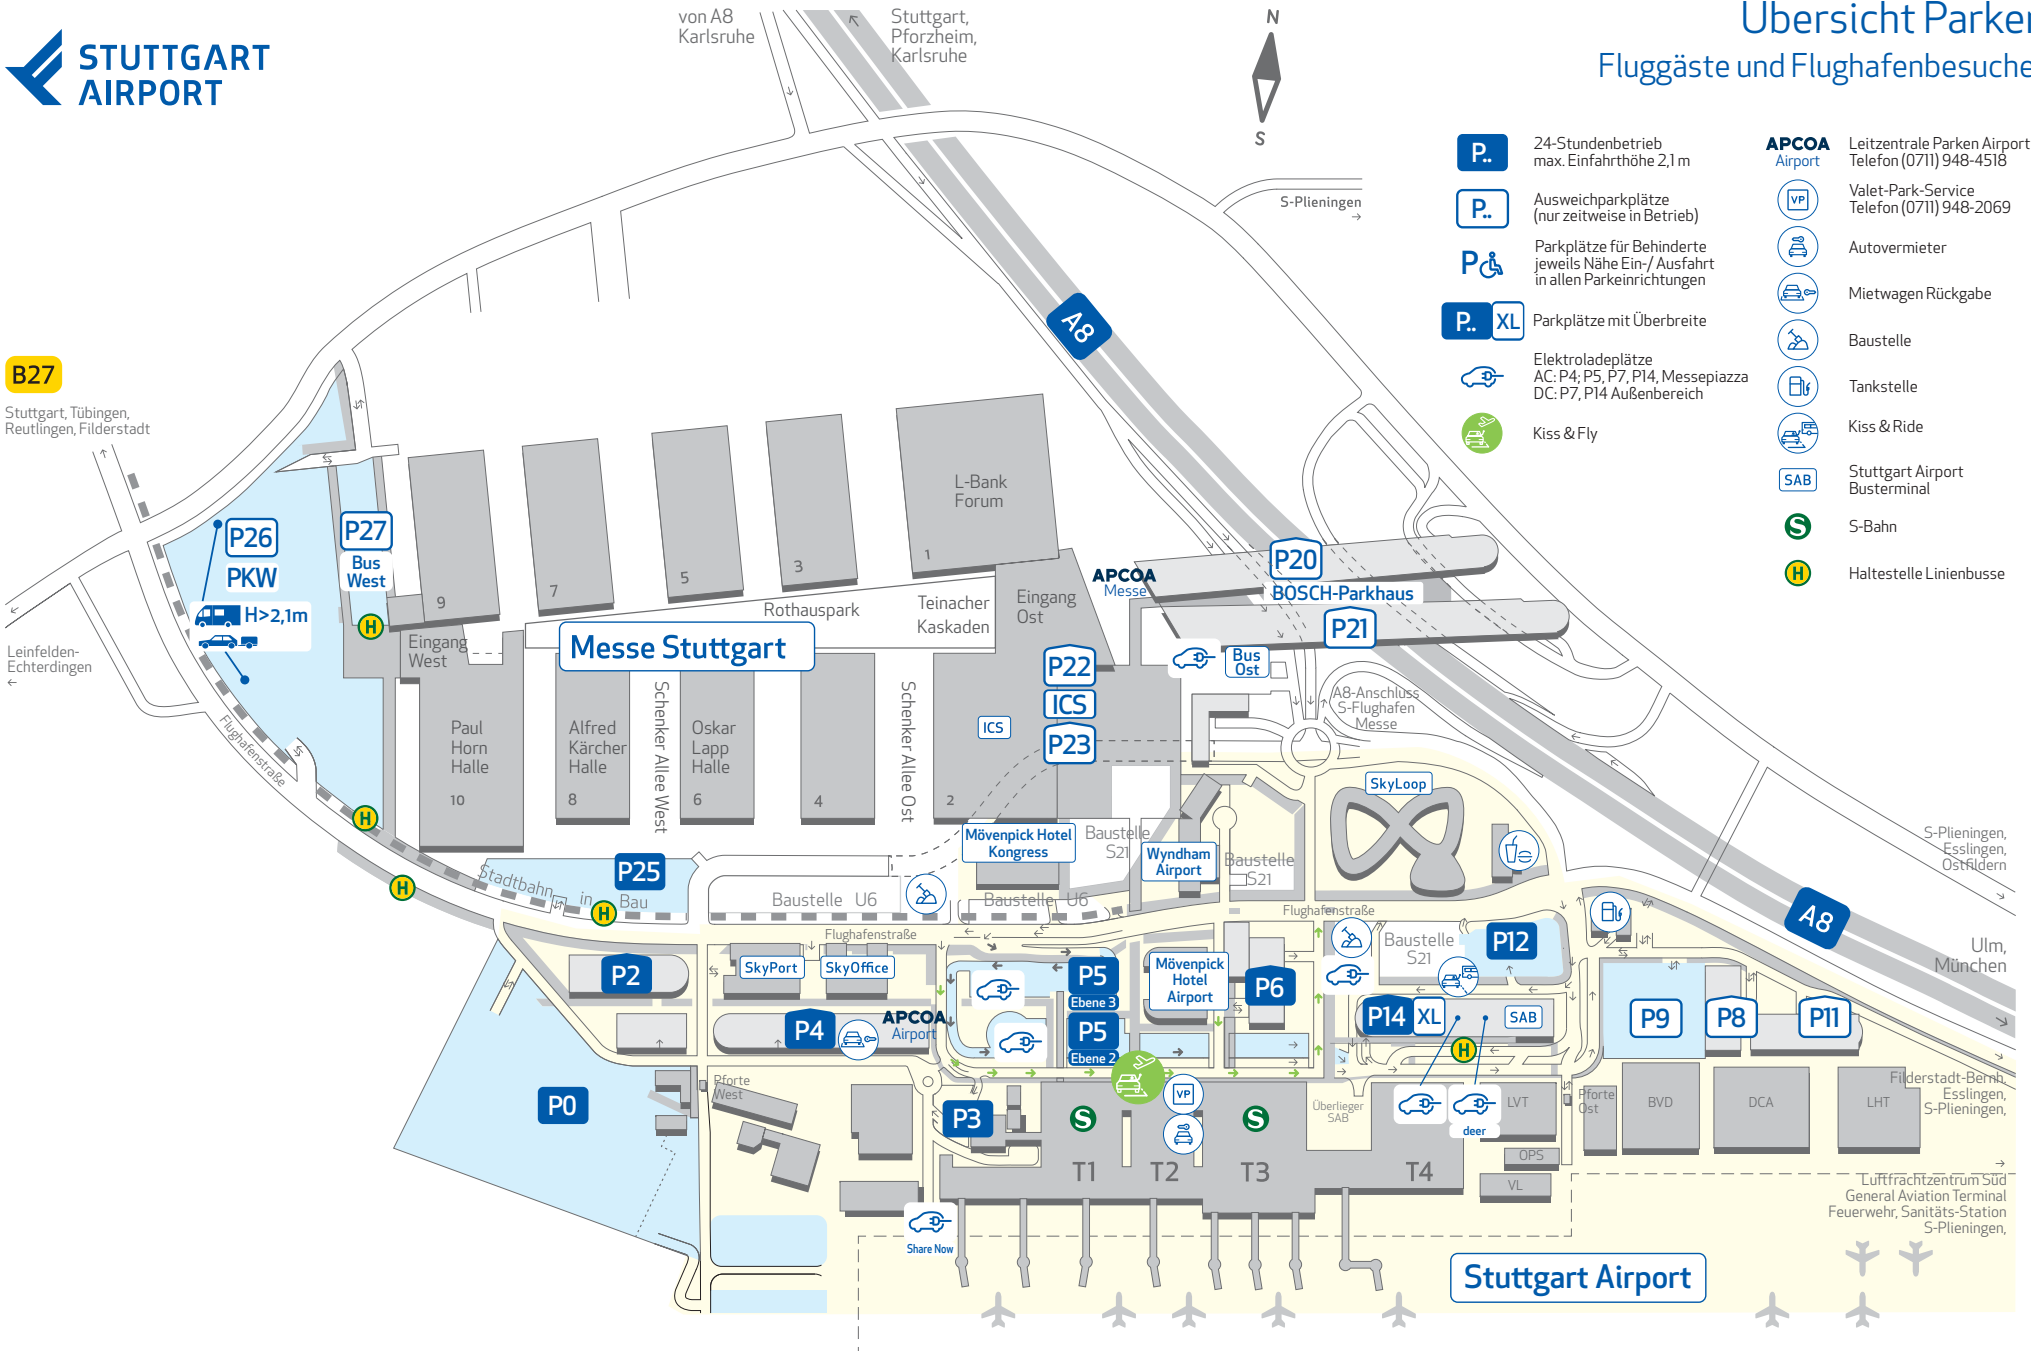 STUTTGART
AIRPORT
von A8
Karlsruhe
Stuttgart,
Pforzheim,
Karlsruhe
N
S
Übersicht Parken
Fluggäste und Flughafenbesucher
P..
24-Stundenbetrieb
max. Einfahrthöhe 2,1 m
P..
Ausweichparkplätze
(nur zeitweise in Betrieb)
P
Parkplätze für Behinderte
jeweils Nähe Ein-/ Ausfahrt
in allen Parkeinrichtungen
P.. XL
Parkplätze mit Überbreite
Elektroladeplätze
AC: P4; P5, P7, P14, Messepiazza
DC: P7, P14 Außenbereich
Kiss & Fly
APCOA
Airport
Leitzentrale Parken Airport
Telefon (0711) 948-4518
VP
Valet-Park-Service
Telefon (0711) 948-2069
Autovermieter
Mietwagen Rückgabe
Baustelle
Tankstelle
Kiss & Ride
SAB
Stuttgart Airport
Busterminal
S
S-Bahn
H
Haltestelle Linienbusse
S-Plieningen
A8
B27
Stuttgart, Tübingen,
Reutlingen, Filderstadt
Leinfelden-
Echterdingen
P26
PKW
H>2,1m
P27
Bus
West
H
9
7
5
3
1
L-Bank
Forum
Rothauspark
Teinacher
Kaskaden
Eingang
Ost
Eingang
West
Messe Stuttgart
APCOA
Messe
P20
BOSCH-Parkhaus
P21
Bus
Ost
P22
ICS
P23
ICS
A8-Anschluss
S-Flughafen
Messe
Paul
Horn
Halle
10
Alfred
Kärcher
Halle
8
Schenker Allee West
Oskar
Lapp
Halle
6
4
Schenker Allee Ost
2
Flughafenstraße
H
H
H
Stadtbahn in Bau
P25
Baustelle U6
Baustelle U6
Mövenpick Hotel
Kongress
Baustelle
S21
Wyndham
Airport
Baustelle
S21
SkyLoop
S-Plieningen,
Esslingen,
Ostfildern
A8
Ulm,
München
Flughafenstraße
Flughafenstraße
P2
SkyPort
SkyOffice
P4
APCOA
Airport
P5
Ebene 3
P5
Ebene 2
Mövenpick
Hotel
Airport
P6
Baustelle
S21
P12
P14 XL
SAB
H
P9
P8
P11
P0
Pforte
West
P3
S
VP
S
Überlieger
SAB
deer
LVT
Pforte
Ost
BVD
DCA
LHT
OPS
VL
T1
T2
T3
T4
Share Now
Filderstadt-Bernh.
Esslingen,
S-Plieningen,
Luftfrachtzentrum Süd
General Aviation Terminal
Feuerwehr, Sanitäts-Station
S-Plieningen,
Stuttgart Airport